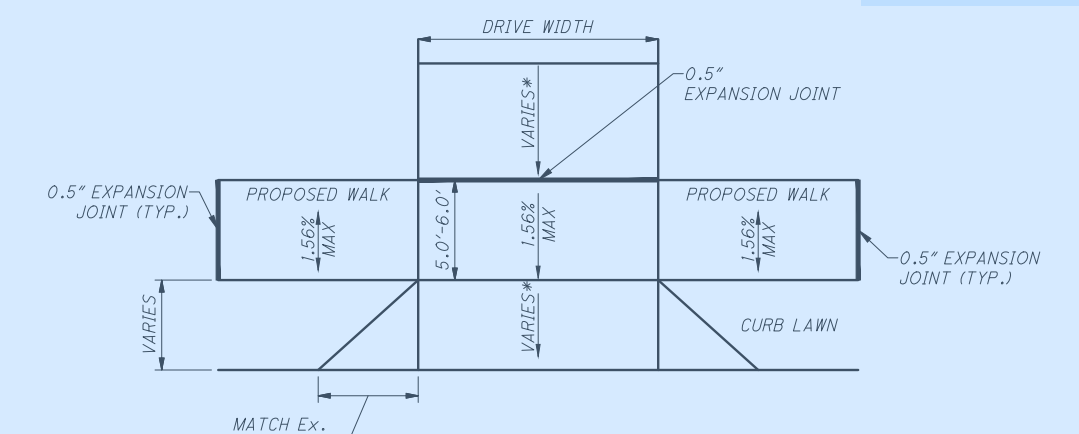 DRIVE WIDTH
0.5"
EXPANSION JOINT
VARIES*
0.5" EXPANSION
JOINT (TYP.)
PROPOSED WALK
1.56%
MAX
5.0'-6.0'
1.56%
MAX
PROPOSED WALK
1.56%
MAX
0.5" EXPANSION
JOINT (TYP.)
VARIES
VARIES*
CURB LAWN
MATCH Ex.